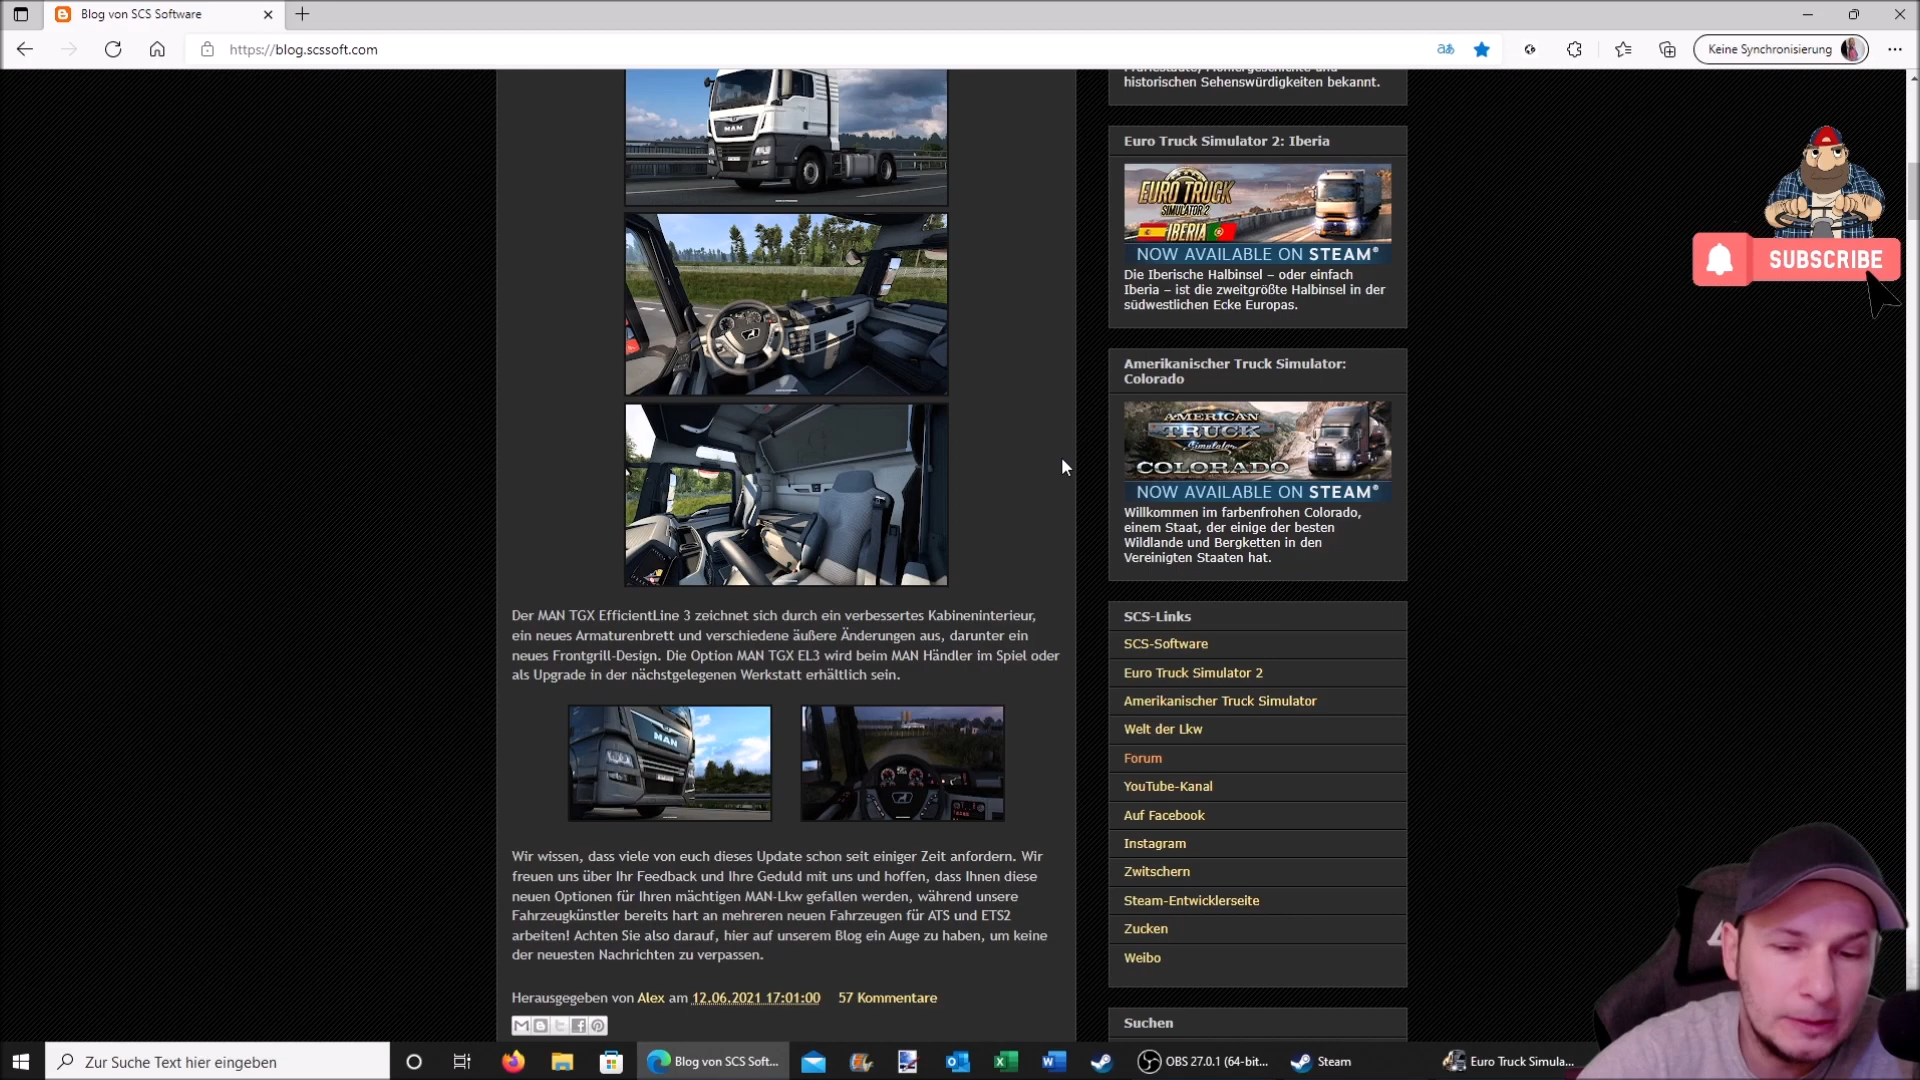 Blog von SCS Software
https://blog.scssoft.com
Keine Synchronisierung
historischen Sehenswürdigkeiten bekannt.
MAN
Euro Truck Simulator 2: Iberia
EURO TRUCK
SIMULATOR 2
IBERIA
NOW AVAILABLE ON STEAM®
Die Iberische Halbinsel – oder einfach
Iberia – ist die zweitgrößte Halbinsel in der
südwestlichen Ecke Europas.
SUBSCRIBE
Amerikanischer Truck Simulator:
Colorado
AMERICAN
TRUCK
Simulator
COLORADO
NOW AVAILABLE ON STEAM®
Willkommen im farbenfrohen Colorado,
einem Staat, der einige der besten
Wildlande und Bergketten in den
Vereinigten Staaten hat.
Der MAN TGX EfficientLine 3 zeichnet sich durch ein verbessertes Kabineninterieur,
ein neues Armaturenbrett und verschiedene äußere Änderungen aus, darunter ein
neues Frontgrill-Design. Die Option MAN TGX EL3 wird beim MAN Händler im Spiel oder
als Upgrade in der nächstgelegenen Werkstatt erhältlich sein.
MAN
Wir wissen, dass viele von euch dieses Update schon seit einiger Zeit anfordern. Wir
freuen uns über Ihr Feedback und Ihre Geduld mit uns und hoffen, dass Ihnen diese
neuen Optionen für Ihren mächtigen MAN-Lkw gefallen werden, während unsere
Fahrzeugkünstler bereits hart an mehreren neuen Fahrzeugen für ATS und ETS2
arbeiten! Achten Sie also darauf, hier auf unserem Blog ein Auge zu haben, um keine
der neuesten Nachrichten zu verpassen.
Herausgegeben von Alex am 12.06.2021 17:01:00 57 Kommentare
SCS-Links
SCS-Software
Euro Truck Simulator 2
Amerikanischer Truck Simulator
Welt der Lkw
Forum
YouTube-Kanal
Auf Facebook
Instagram
Zwitschern
Steam-Entwicklerseite
Zucken
Weibo
Suchen
Zur Suche Text hier eingeben
Blog von SCS Soft...
OBS 27.0.1 (64-bit...
Steam
Euro Truck Simula...